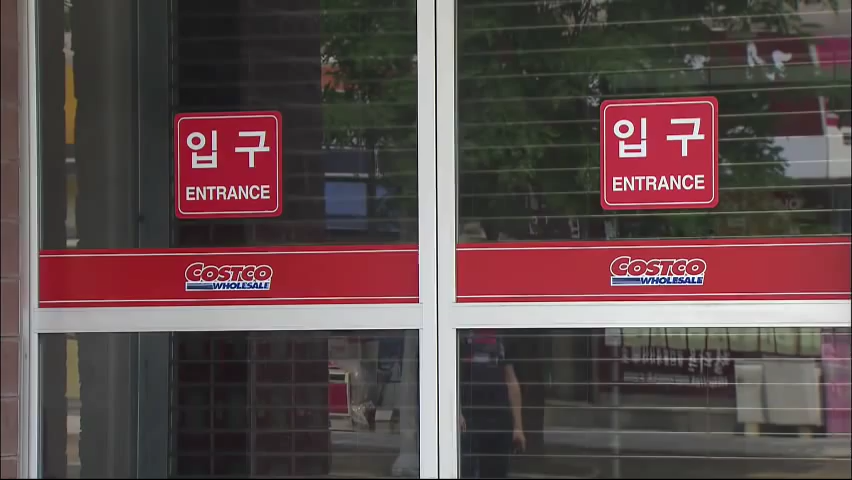 입구
ENTRANCE
입구
ENTRANCE
COSTCO
WHOLESALE
COSTCO
WHOLESALE